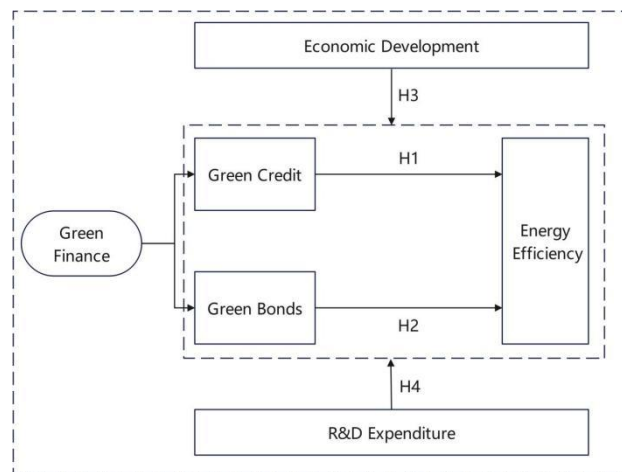 Economic Development
H3
Green Credit
H1
Green
Finance
Energy
Efficiency
Green Bonds
H2
H4
R&D Expenditure